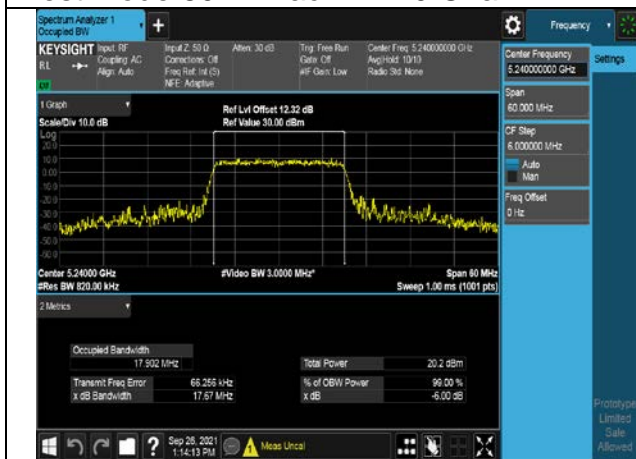 Spectrum Analyzer 1
Occupied BW
Frequency
KEYSIGHT
RL
Input: RF
Coupling: AC
Align: Auto
Input Z: 50 Ω
Corrections: Off
Freq Ref: Int (S)
NFE: Adaptive
Atten: 30 dB
Trig: Free Run
Gate: Off
#IF Gain: Low
Center Freq: 5.240000000 GHz
Avg|Hold: 10/10
Radio Std: None
Center Frequency
5.240000000 GHz
Settings
Span
60.000 MHz
CF Step
6.000000 MHz
Auto
Man
Freq Offset
0 Hz
1 Graph
Scale/Div 10.0 dB
Ref Lvl Offset 12.32 dB
Ref Value 30.00 dBm
Log
20.0
10.0
0.00
-10.0
-20.0
-30.0
-40.0
-50.0
-60.0
Center 5.24000 GHz
#Res BW 820.00 kHz
#Video BW 3.0000 MHz*
Span 60 MHz
Sweep 1.00 ms (1001 pts)
2 Metrics
Occupied Bandwidth
17.902 MHz
Total Power
20.2 dBm
Transmit Freq Error
66.256 kHz
% of OBW Power
99.00 %
x dB Bandwidth
17.67 MHz
x dB
-6.00 dB
Prototype
Limited
Sale
Allowed
?
Sep 28, 2021
1:14:13 PM
Meas Uncal